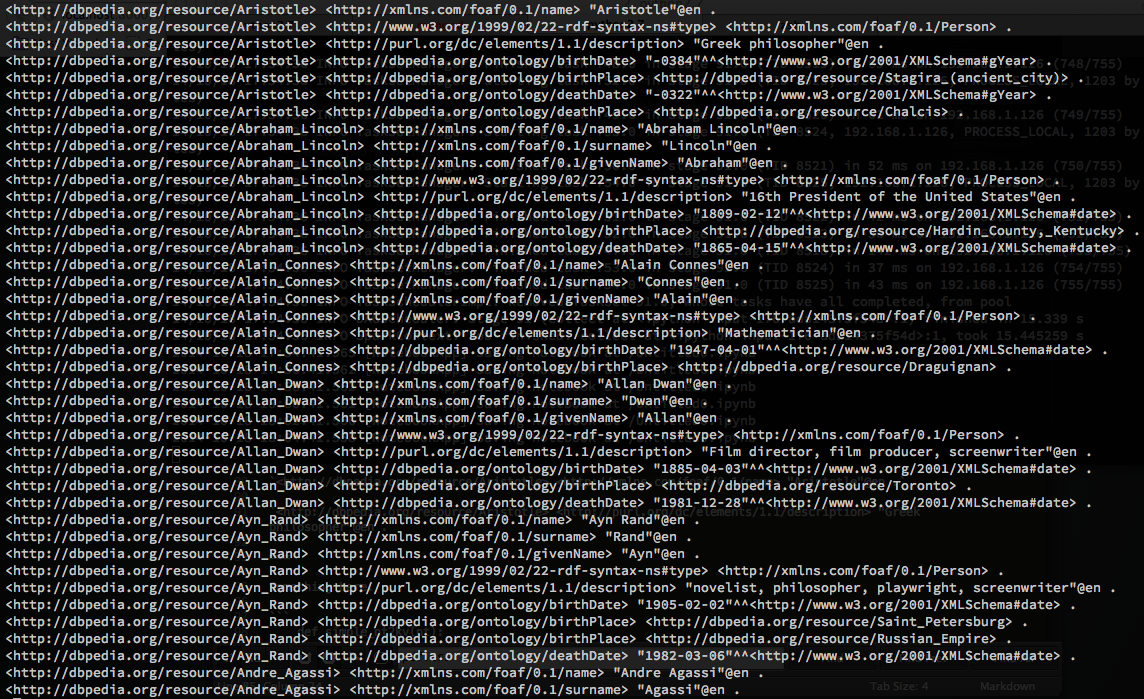 <http://dbpedia.org/resource/Aristotle> <http://xmlns.com/foaf/0.1/name> "Aristotle"@en .
<http://dbpedia.org/resource/Aristotle> <http://www.w3.org/1999/02/22-rdf-syntax-ns#type> <http://xmlns.com/foaf/0.1/Person> .
<http://dbpedia.org/resource/Aristotle> <http://purl.org/dc/elements/1.1/description> "Greek philosopher"@en .
<http://dbpedia.org/resource/Aristotle> <http://dbpedia.org/ontology/birthDate> "-0384"^^<http://www.w3.org/2001/XMLSchema#gYear> .
<http://dbpedia.org/resource/Aristotle> <http://dbpedia.org/ontology/birthPlace> <http://dbpedia.org/resource/Stagira_(ancient_city)> .
<http://dbpedia.org/resource/Aristotle> <http://dbpedia.org/ontology/deathDate> "-0322"^^<http://www.w3.org/2001/XMLSchema#gYear> .
<http://dbpedia.org/resource/Aristotle> <http://dbpedia.org/ontology/deathPlace> <http://dbpedia.org/resource/Chalcis> .
<http://dbpedia.org/resource/Abraham_Lincoln> <http://xmlns.com/foaf/0.1/name> "Abraham Lincoln"@en .
<http://dbpedia.org/resource/Abraham_Lincoln> <http://xmlns.com/foaf/0.1/surname> "Lincoln"@en .
<http://dbpedia.org/resource/Abraham_Lincoln> <http://xmlns.com/foaf/0.1/givenName> "Abraham"@en .
<http://dbpedia.org/resource/Abraham_Lincoln> <http://www.w3.org/1999/02/22-rdf-syntax-ns#type> <http://xmlns.com/foaf/0.1/Person> .
<http://dbpedia.org/resource/Abraham_Lincoln> <http://purl.org/dc/elements/1.1/description> "16th President of the United States"@en .
<http://dbpedia.org/resource/Abraham_Lincoln> <http://dbpedia.org/ontology/birthDate> "1809-02-12"^^<http://www.w3.org/2001/XMLSchema#date> .
<http://dbpedia.org/resource/Abraham_Lincoln> <http://dbpedia.org/ontology/birthPlace> <http://dbpedia.org/resource/Hardin_County,_Kentucky> .
<http://dbpedia.org/resource/Abraham_Lincoln> <http://dbpedia.org/ontology/deathDate> "1865-04-15"^^<http://www.w3.org/2001/XMLSchema#date> .
<http://dbpedia.org/resource/Alain_Connes> <http://xmlns.com/foaf/0.1/name> "Alain Connes"@en .
<http://dbpedia.org/resource/Alain_Connes> <http://xmlns.com/foaf/0.1/surname> "Connes"@en .
<http://dbpedia.org/resource/Alain_Connes> <http://xmlns.com/foaf/0.1/givenName> "Alain"@en .
<http://dbpedia.org/resource/Alain_Connes> <http://www.w3.org/1999/02/22-rdf-syntax-ns#type> <http://xmlns.com/foaf/0.1/Person> .
<http://dbpedia.org/resource/Alain_Connes> <http://purl.org/dc/elements/1.1/description> "Mathematician"@en .
<http://dbpedia.org/resource/Alain_Connes> <http://dbpedia.org/ontology/birthDate> "1947-04-01"^^<http://www.w3.org/2001/XMLSchema#date> .
<http://dbpedia.org/resource/Alain_Connes> <http://dbpedia.org/ontology/birthPlace> <http://dbpedia.org/resource/Draguignan> .
<http://dbpedia.org/resource/Allan_Dwan> <http://xmlns.com/foaf/0.1/name> "Allan Dwan"@en .
<http://dbpedia.org/resource/Allan_Dwan> <http://xmlns.com/foaf/0.1/surname> "Dwan"@en .
<http://dbpedia.org/resource/Allan_Dwan> <http://xmlns.com/foaf/0.1/givenName> "Allan"@en .
<http://dbpedia.org/resource/Allan_Dwan> <http://www.w3.org/1999/02/22-rdf-syntax-ns#type> <http://xmlns.com/foaf/0.1/Person> .
<http://dbpedia.org/resource/Allan_Dwan> <http://purl.org/dc/elements/1.1/description> "Film director, film producer, screenwriter"@en .
<http://dbpedia.org/resource/Allan_Dwan> <http://dbpedia.org/ontology/birthDate> "1885-04-03"^^<http://www.w3.org/2001/XMLSchema#date> .
<http://dbpedia.org/resource/Allan_Dwan> <http://dbpedia.org/ontology/birthPlace> <http://dbpedia.org/resource/Toronto> .
<http://dbpedia.org/resource/Allan_Dwan> <http://dbpedia.org/ontology/deathDate> "1981-12-28"^^<http://www.w3.org/2001/XMLSchema#date> .
<http://dbpedia.org/resource/Ayn_Rand> <http://xmlns.com/foaf/0.1/name> "Ayn Rand"@en .
<http://dbpedia.org/resource/Ayn_Rand> <http://xmlns.com/foaf/0.1/surname> "Rand"@en .
<http://dbpedia.org/resource/Ayn_Rand> <http://xmlns.com/foaf/0.1/givenName> "Ayn"@en .
<http://dbpedia.org/resource/Ayn_Rand> <http://www.w3.org/1999/02/22-rdf-syntax-ns#type> <http://xmlns.com/foaf/0.1/Person> .
<http://dbpedia.org/resource/Ayn_Rand> <http://purl.org/dc/elements/1.1/description> "novelist, philosopher, playwright, screenwriter"@en .
<http://dbpedia.org/resource/Ayn_Rand> <http://dbpedia.org/ontology/birthDate> "1905-02-02"^^<http://www.w3.org/2001/XMLSchema#date> .
<http://dbpedia.org/resource/Ayn_Rand> <http://dbpedia.org/ontology/birthPlace> <http://dbpedia.org/resource/Saint_Petersburg> .
<http://dbpedia.org/resource/Ayn_Rand> <http://dbpedia.org/ontology/birthPlace> <http://dbpedia.org/resource/Russian_Empire> .
<http://dbpedia.org/resource/Ayn_Rand> <http://dbpedia.org/ontology/deathDate> "1982-03-06"^^<http://www.w3.org/2001/XMLSchema#date> .
<http://dbpedia.org/resource/Andre_Agassi> <http://xmlns.com/foaf/0.1/name> "Andre Agassi"@en .
<http://dbpedia.org/resource/Andre_Agassi> <http://xmlns.com/foaf/0.1/surname> "Agassi"@en .
Tab Size: 4 Markdown